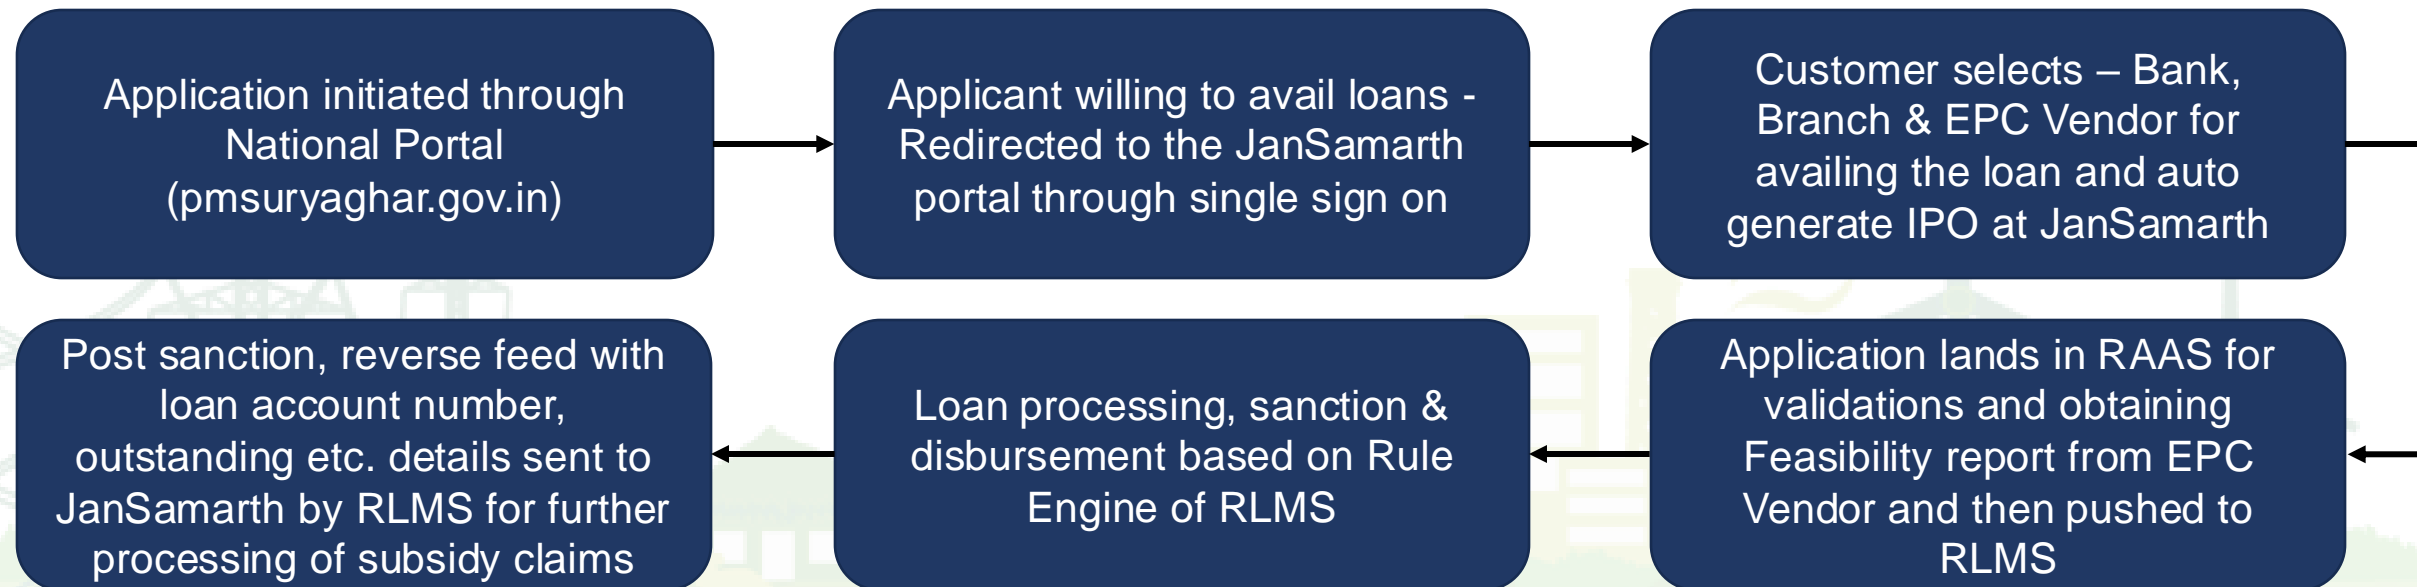 Application initiated through
National Portal
(pmsuryaghar.gov.in)
Applicant willing to avail loans -
Redirected to the JanSamarth
portal through single sign on
Customer selects – Bank,
Branch & EPC Vendor for
availing the loan and auto
generate IPO at JanSamarth
Application lands in RAAS for
validations and obtaining
Feasibility report from EPC
Vendor and then pushed to
RLMS
Loan processing, sanction &
disbursement based on Rule
Engine of RLMS
Post sanction, reverse feed with
loan account number,
outstanding etc. details sent to
JanSamarth by RLMS for further
processing of subsidy claims